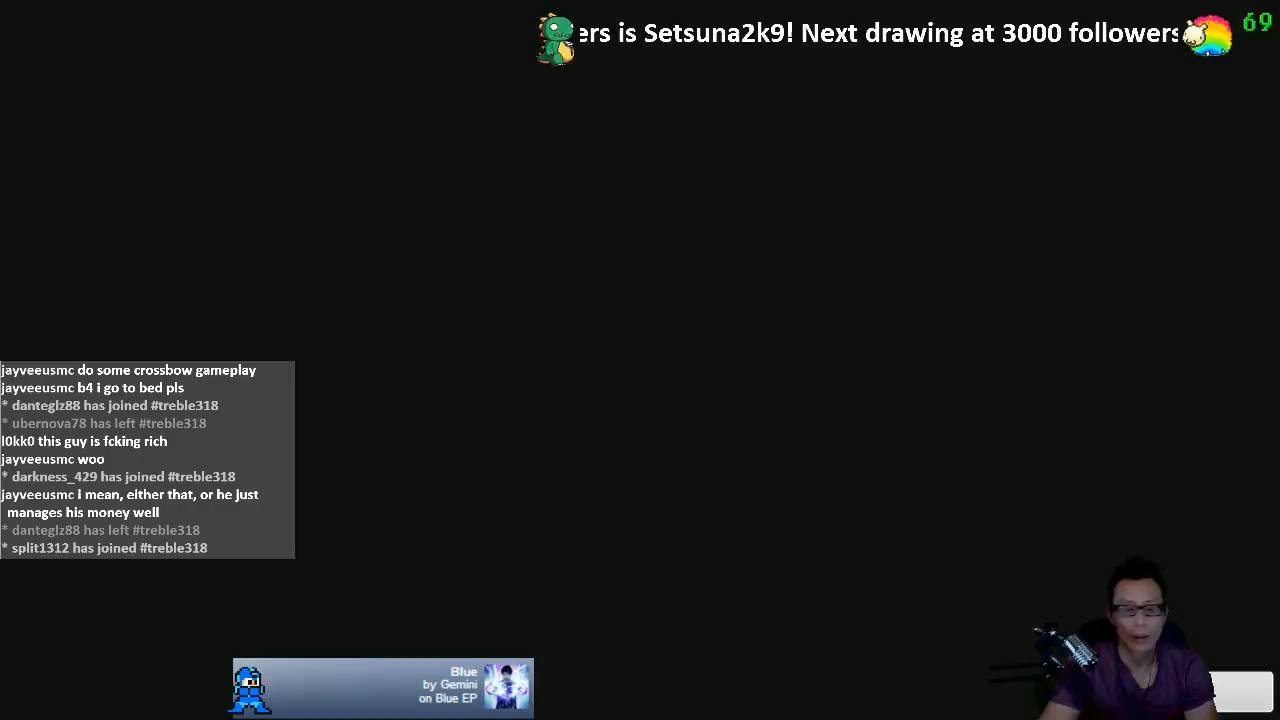 ers is Setsuna2k9! Next drawing at 3000 followers
69
jayveeusmc do some crossbow gameplay
jayveeusmc b4 i go to bed pls
* danteglz88 has joined #treble318
* ubernova78 has left #treble318
l0kk0 this guy is fcking rich
jayveeusmc woo
* darkness_429 has joined #treble318
jayveeusmc i mean, either that, or he just
manages his money well
* danteglz88 has left #treble318
* split1312 has joined #treble318
Blue
by Gemini
on Blue EP